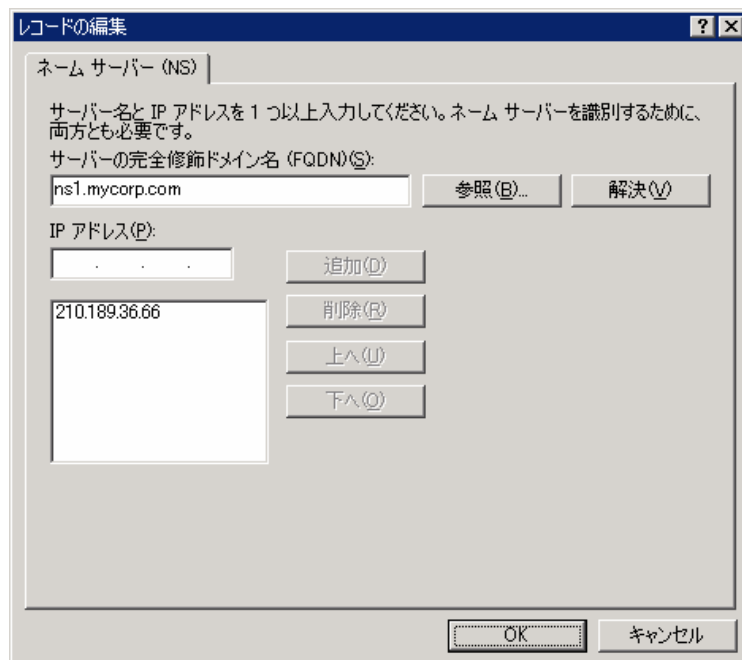 レコードの編集
ネーム サーバー (NS)
サーバー名と IP アドレスを 1 つ以上入力してください。ネーム サーバーを識別するために、
両方とも必要です。
サーバーの完全修飾ドメイン名 (FQDN)(S):
ns1.mycorp.com
参照(B)...
解決(V)
IP アドレス(P):
. . .
追加(D)
210.189.36.66
削除(R)
上へ(U)
下へ(O)
OK
キャンセル